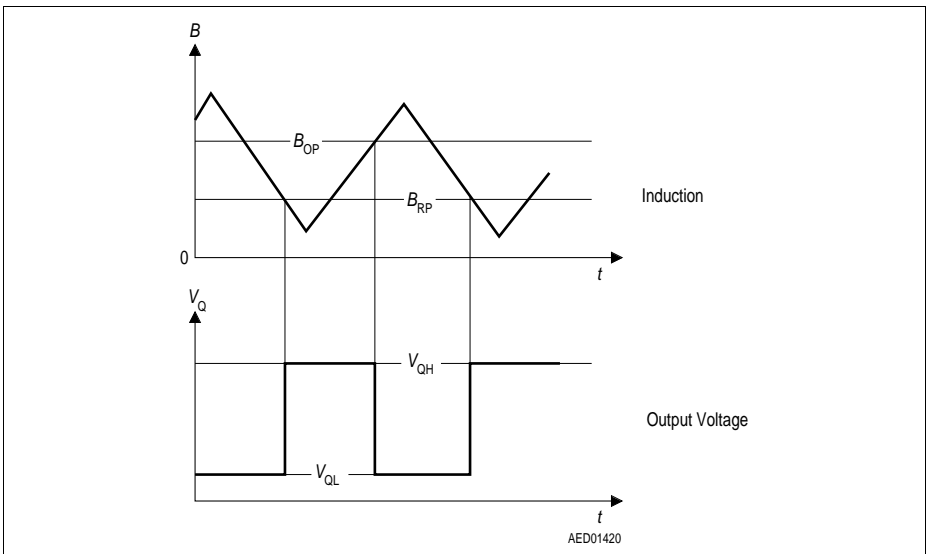 B
B_OP
B_RP
Induction
0
t
V_Q
V_QH
Output Voltage
V_QL
t
AED01420